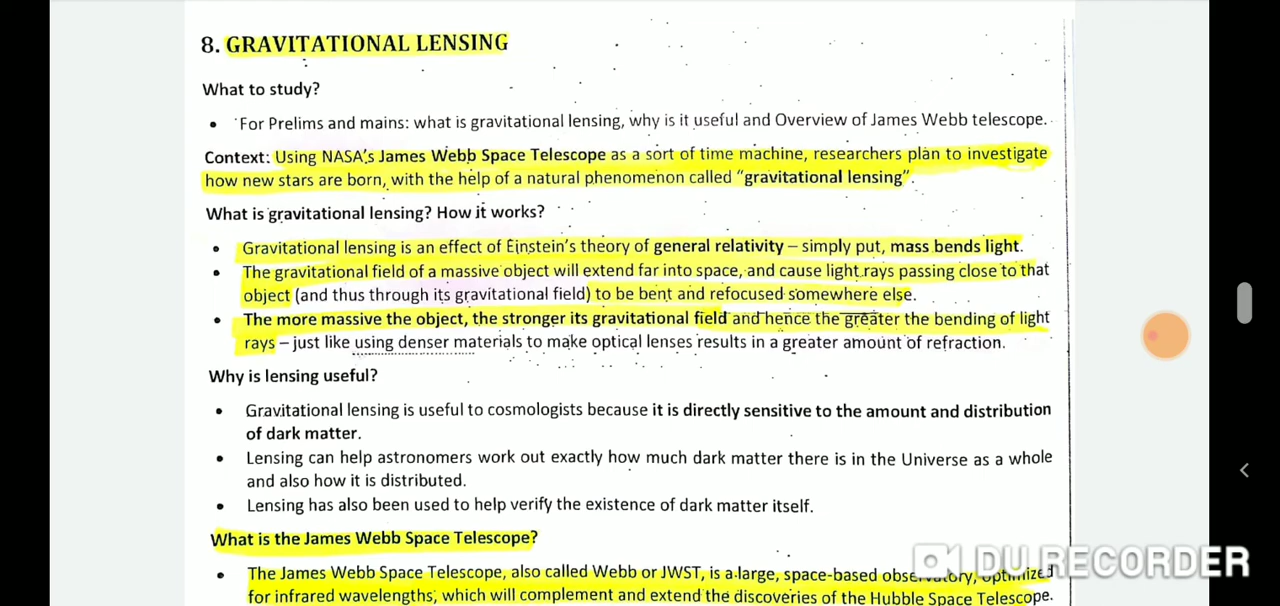 8. GRAVITATIONAL LENSING
What to study?
• For Prelims and mains: what is gravitational lensing, why is it useful and Overview of James Webb telescope.
Context: Using NASA's James Webb Space Telescope as a sort of time machine, researchers plan to investigate
how new stars are born, with the help of a natural phenomenon called “gravitational lensing”.
What is gravitational lensing? How it works?
• Gravitational lensing is an effect of Einstein's theory of general relativity – simply put, mass bends light.
• The gravitational field of a massive object will extend far into space, and cause light rays passing close to that
object (and thus through its gravitational field) to be bent and refocused somewhere else.
• The more massive the object, the stronger its gravitational field and hence the greater the bending of light
rays – just like using denser materials to make optical lenses results in a greater amount of refraction.
Why is lensing useful?
• Gravitational lensing is useful to cosmologists because it is directly sensitive to the amount and distribution
of dark matter.
• Lensing can help astronomers work out exactly how much dark matter there is in the Universe as a whole
and also how it is distributed.
• Lensing has also been used to help verify the existence of dark matter itself.
What is the James Webb Space Telescope?
• The James Webb Space Telescope, also called Webb or JWST, is a large, space-based observatory, optimized
for infrared wavelengths, which will complement and extend the discoveries of the Hubble Space Telescope.
DU RECORDER